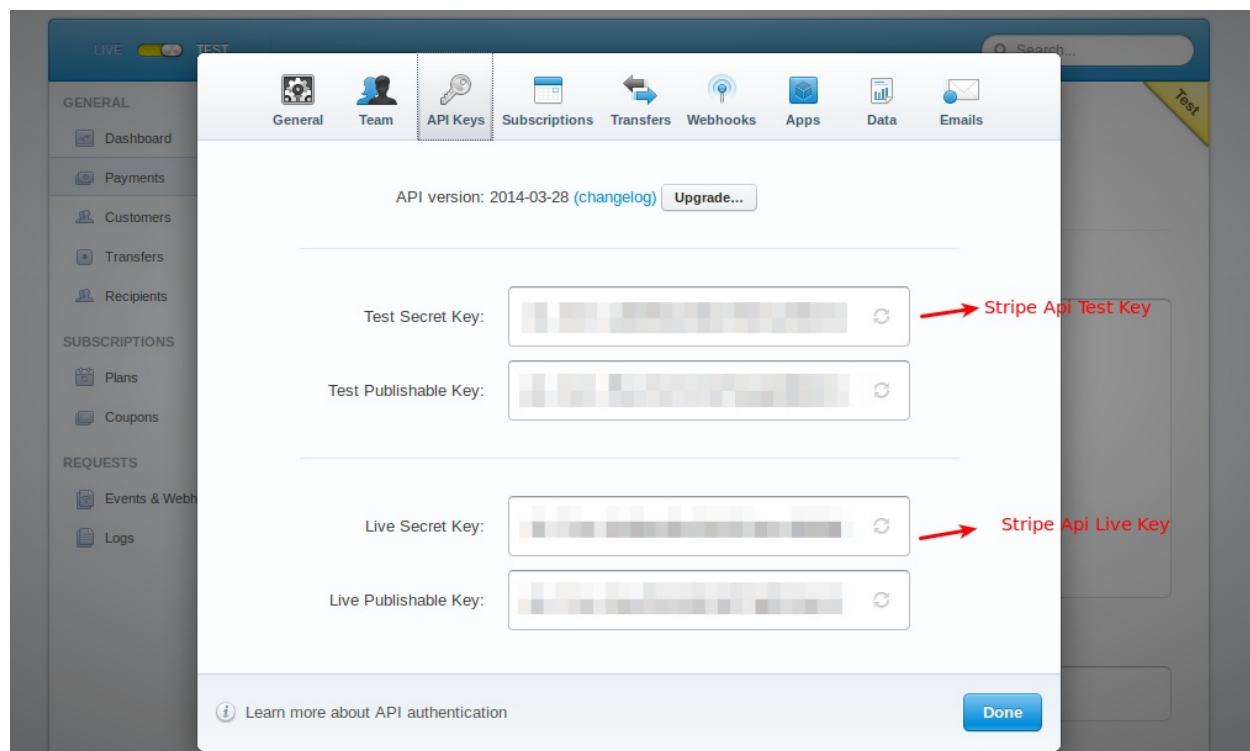 LIVE TEST
Search...
Test
General Team API Keys Subscriptions Transfers Webhooks Apps Data Emails
GENERAL
Dashboard
Payments
Customers
Transfers
Recipients
SUBSCRIPTIONS
Plans
Coupons
REQUESTS
Events & Webh
Logs
API version: 2014-03-28 (changelog) Upgrade...
Test Secret Key:
Stripe Api Test Key
Test Publishable Key:
Live Secret Key:
Stripe Api Live Key
Live Publishable Key:
Learn more about API authentication
Done